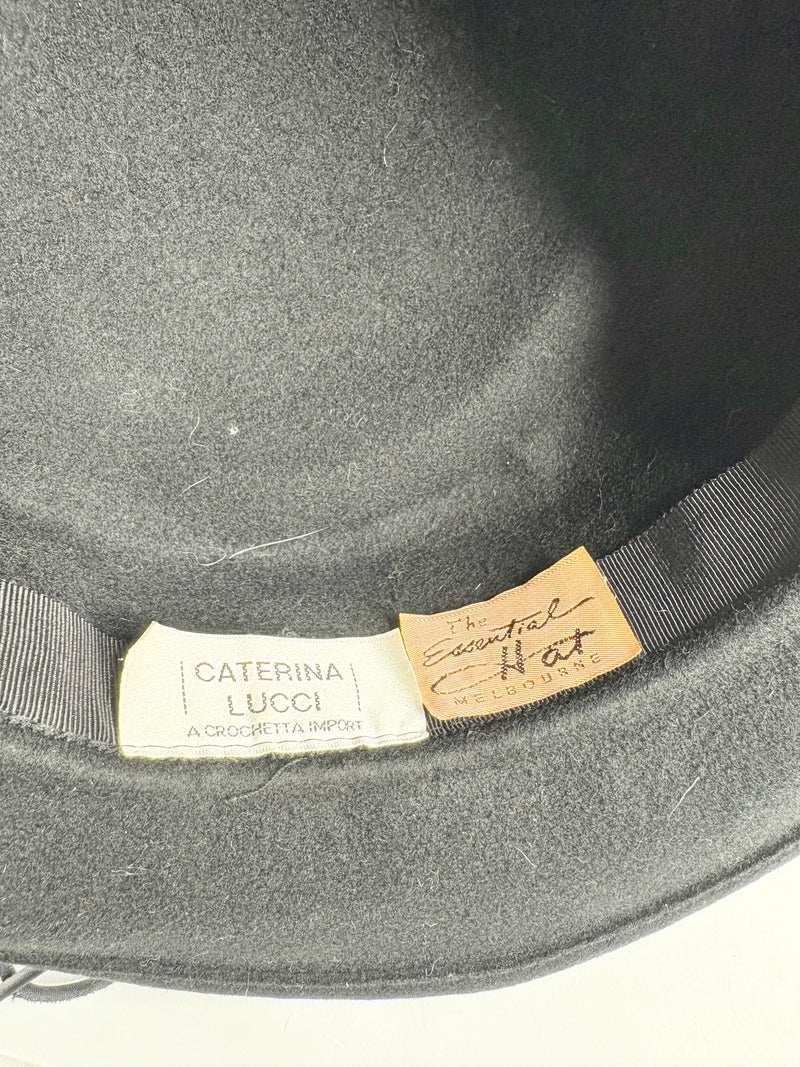 CATERINA
LUCCI
A CROCHETTA IMPORT
The
Essential
Hat
MELBOURNE